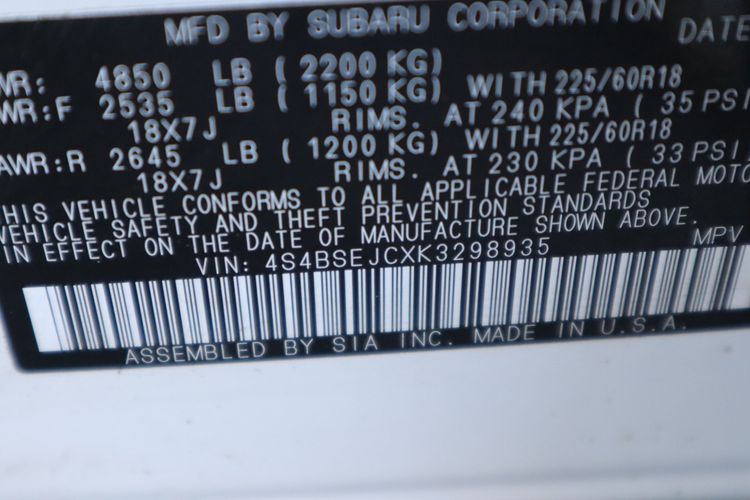 MFD BY SUBARU CORPORATION DATE
WR: 4850 LB ( 2200 KG)
WR:F 2535 LB ( 1150 KG) WITH 225/60R18
18X7J RIMS. AT 240 KPA ( 35 PSI
AWR:R 2645 LB ( 1200 KG) WITH 225/60R18
18X7J RIMS. AT 230 KPA ( 33 PSI)
HIS VEHICLE CONFORMS TO ALL APPLICABLE FEDERAL MOTO
VEHICLE SAFETY AND THEFT PREVENTION STANDARDS
IN EFFECT ON THE DATE OF MANUFACTURE SHOWN ABOVE.
VIN: 4S4BSEJCXK3298935 MPV
ASSEMBLED BY SIA INC. MADE IN U.S.A.